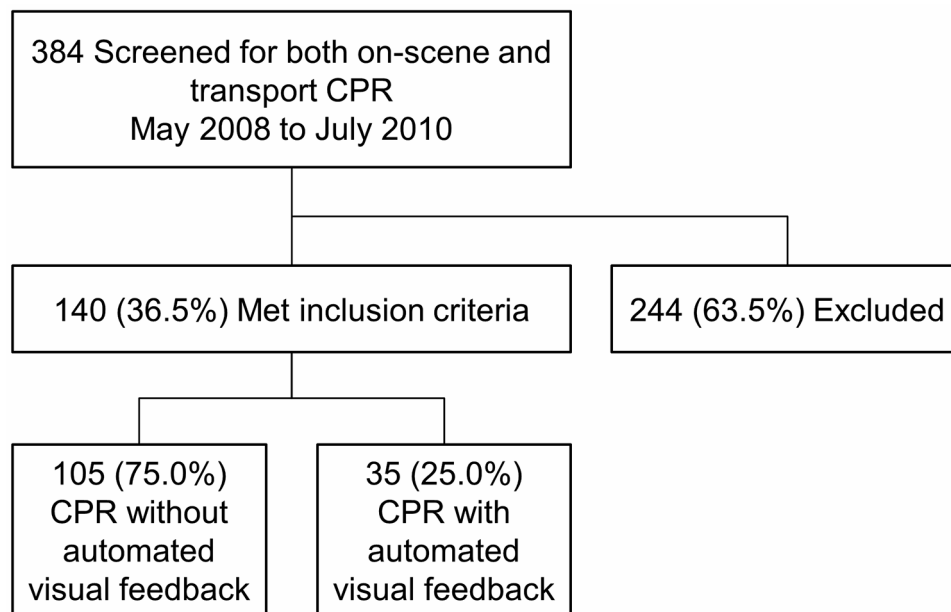 384 Screened for both on-scene and
transport CPR
May 2008 to July 2010
140 (36.5%) Met inclusion criteria
244 (63.5%) Excluded
105 (75.0%)
CPR without
automated
visual feedback
35 (25.0%)
CPR with
automated
visual feedback